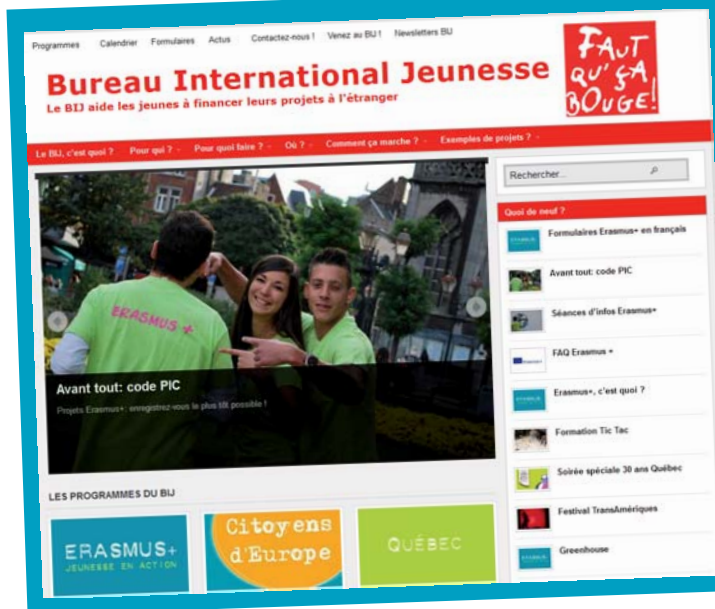 Programmes Calendrier Formulaires Actus Contactez-nous ! Venez au BIJ ! Newsletters BIJ
Bureau International Jeunesse
Le BIJ aide les jeunes à financer leurs projets à l'étranger
FAUT
QU'ÇA
BOUGE!
Le BIJ, c'est quoi ? Pour qui ? Pour quoi faire ? Où ? Comment ça marche ? Exemples de projets ?
Rechercher...
Quoi de neuf ?
Formulaires Erasmus+ en français
Avant tout: code PIC
Séances d'infos Erasmus+
FAQ Erasmus +
Erasmus+, c'est quoi ?
Formation Tic Tac
Soirée spéciale 30 ans Québec
Festival TransAmériques
Greenhouse
ERASMUS +
Avant tout: code PIC
Projets Erasmus+: enregistrez-vous le plus tôt possible !
LES PROGRAMMES DU BIJ
ERASMUS+
JEUNESSE EN ACTION
Citoyens
d'Europe
QUÉBEC